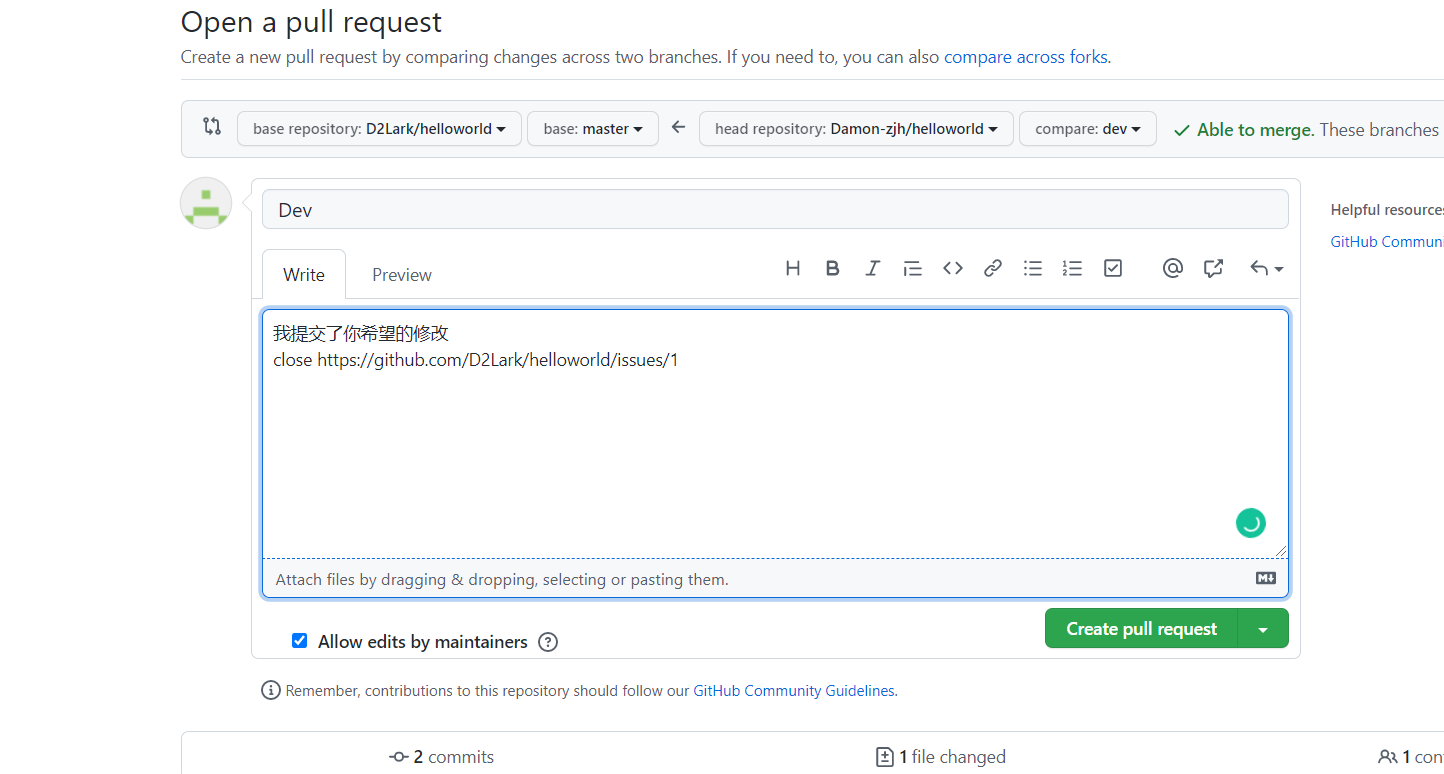 Open a pull request
Create a new pull request by comparing changes across two branches. If you need to, you can also compare across forks.
base repository: D2Lark/helloworld base: master head repository: Damon-zjh/helloworld compare: dev Able to merge. These branches
Dev
Helpful resources
GitHub Communi
Write Preview
我提交了你希望的修改
close https://github.com/D2Lark/helloworld/issues/1
Attach files by dragging & dropping, selecting or pasting them.
Allow edits by maintainers
Create pull request
Remember, contributions to this repository should follow our GitHub Community Guidelines.
2 commits 1 file changed 1 con